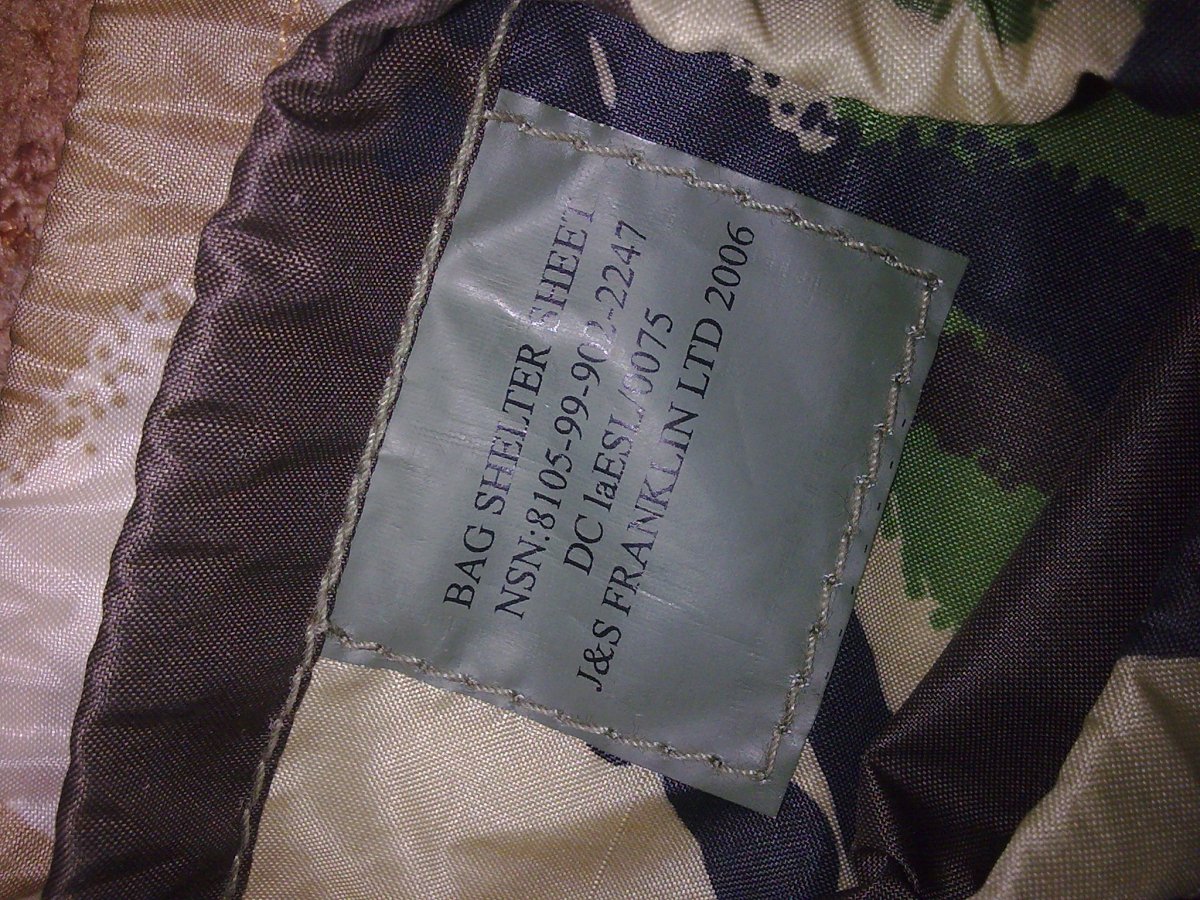 BAG SHELTER SHEET
NSN:8105-99-902-2247
DC IaESL/0075
J&S FRANKLIN LTD 2006